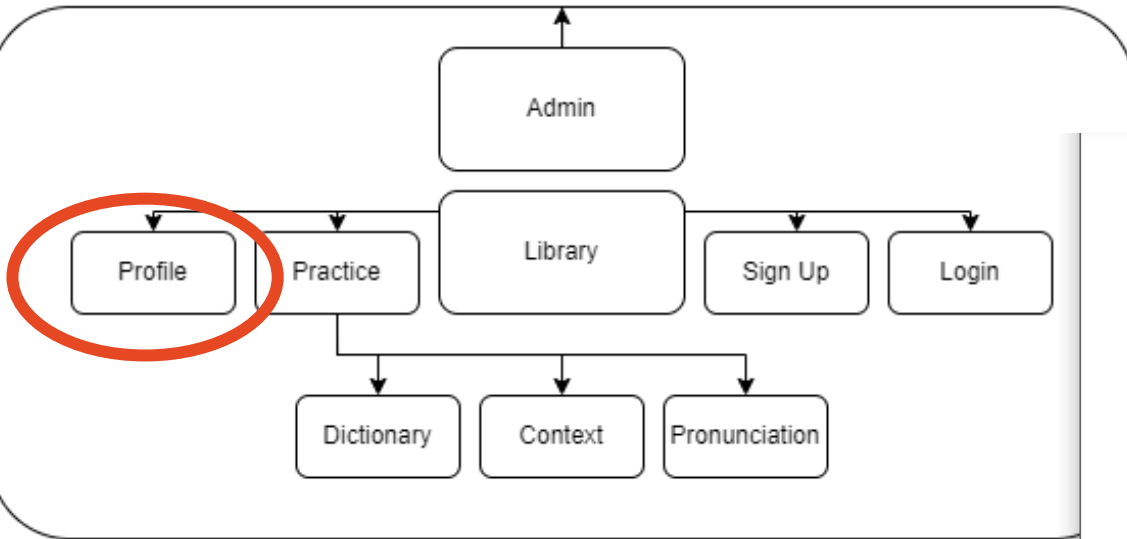 Admin
Library
Profile
Practice
Sign Up
Login
Dictionary
Context
Pronunciation